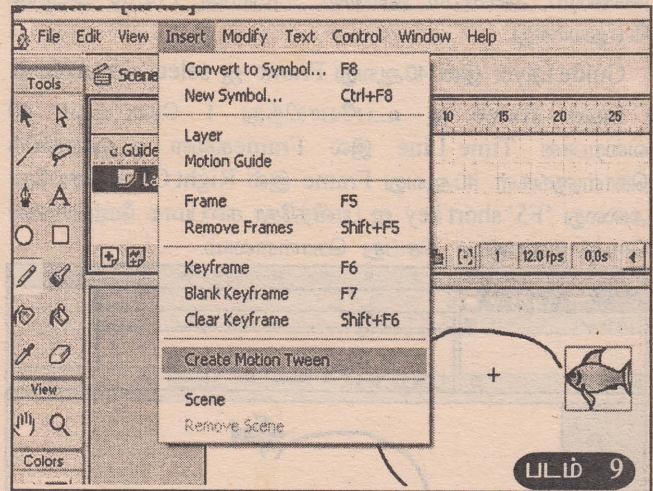 File Edit View Insert Modify Text Control Window Help
Tools
Scene
Convert to Symbol... F8
New Symbol... Ctrl+F8
10 15 20 25
Layer
Guide
Motion Guide
Frame F5
Remove Frames Shift+F5
1 12.0 fps 0.0s
Keyframe F6
Blank Keyframe F7
Clear Keyframe Shift+F6
Create Motion Tween
View
Scene
Remove Scene
Colors
படம் 9